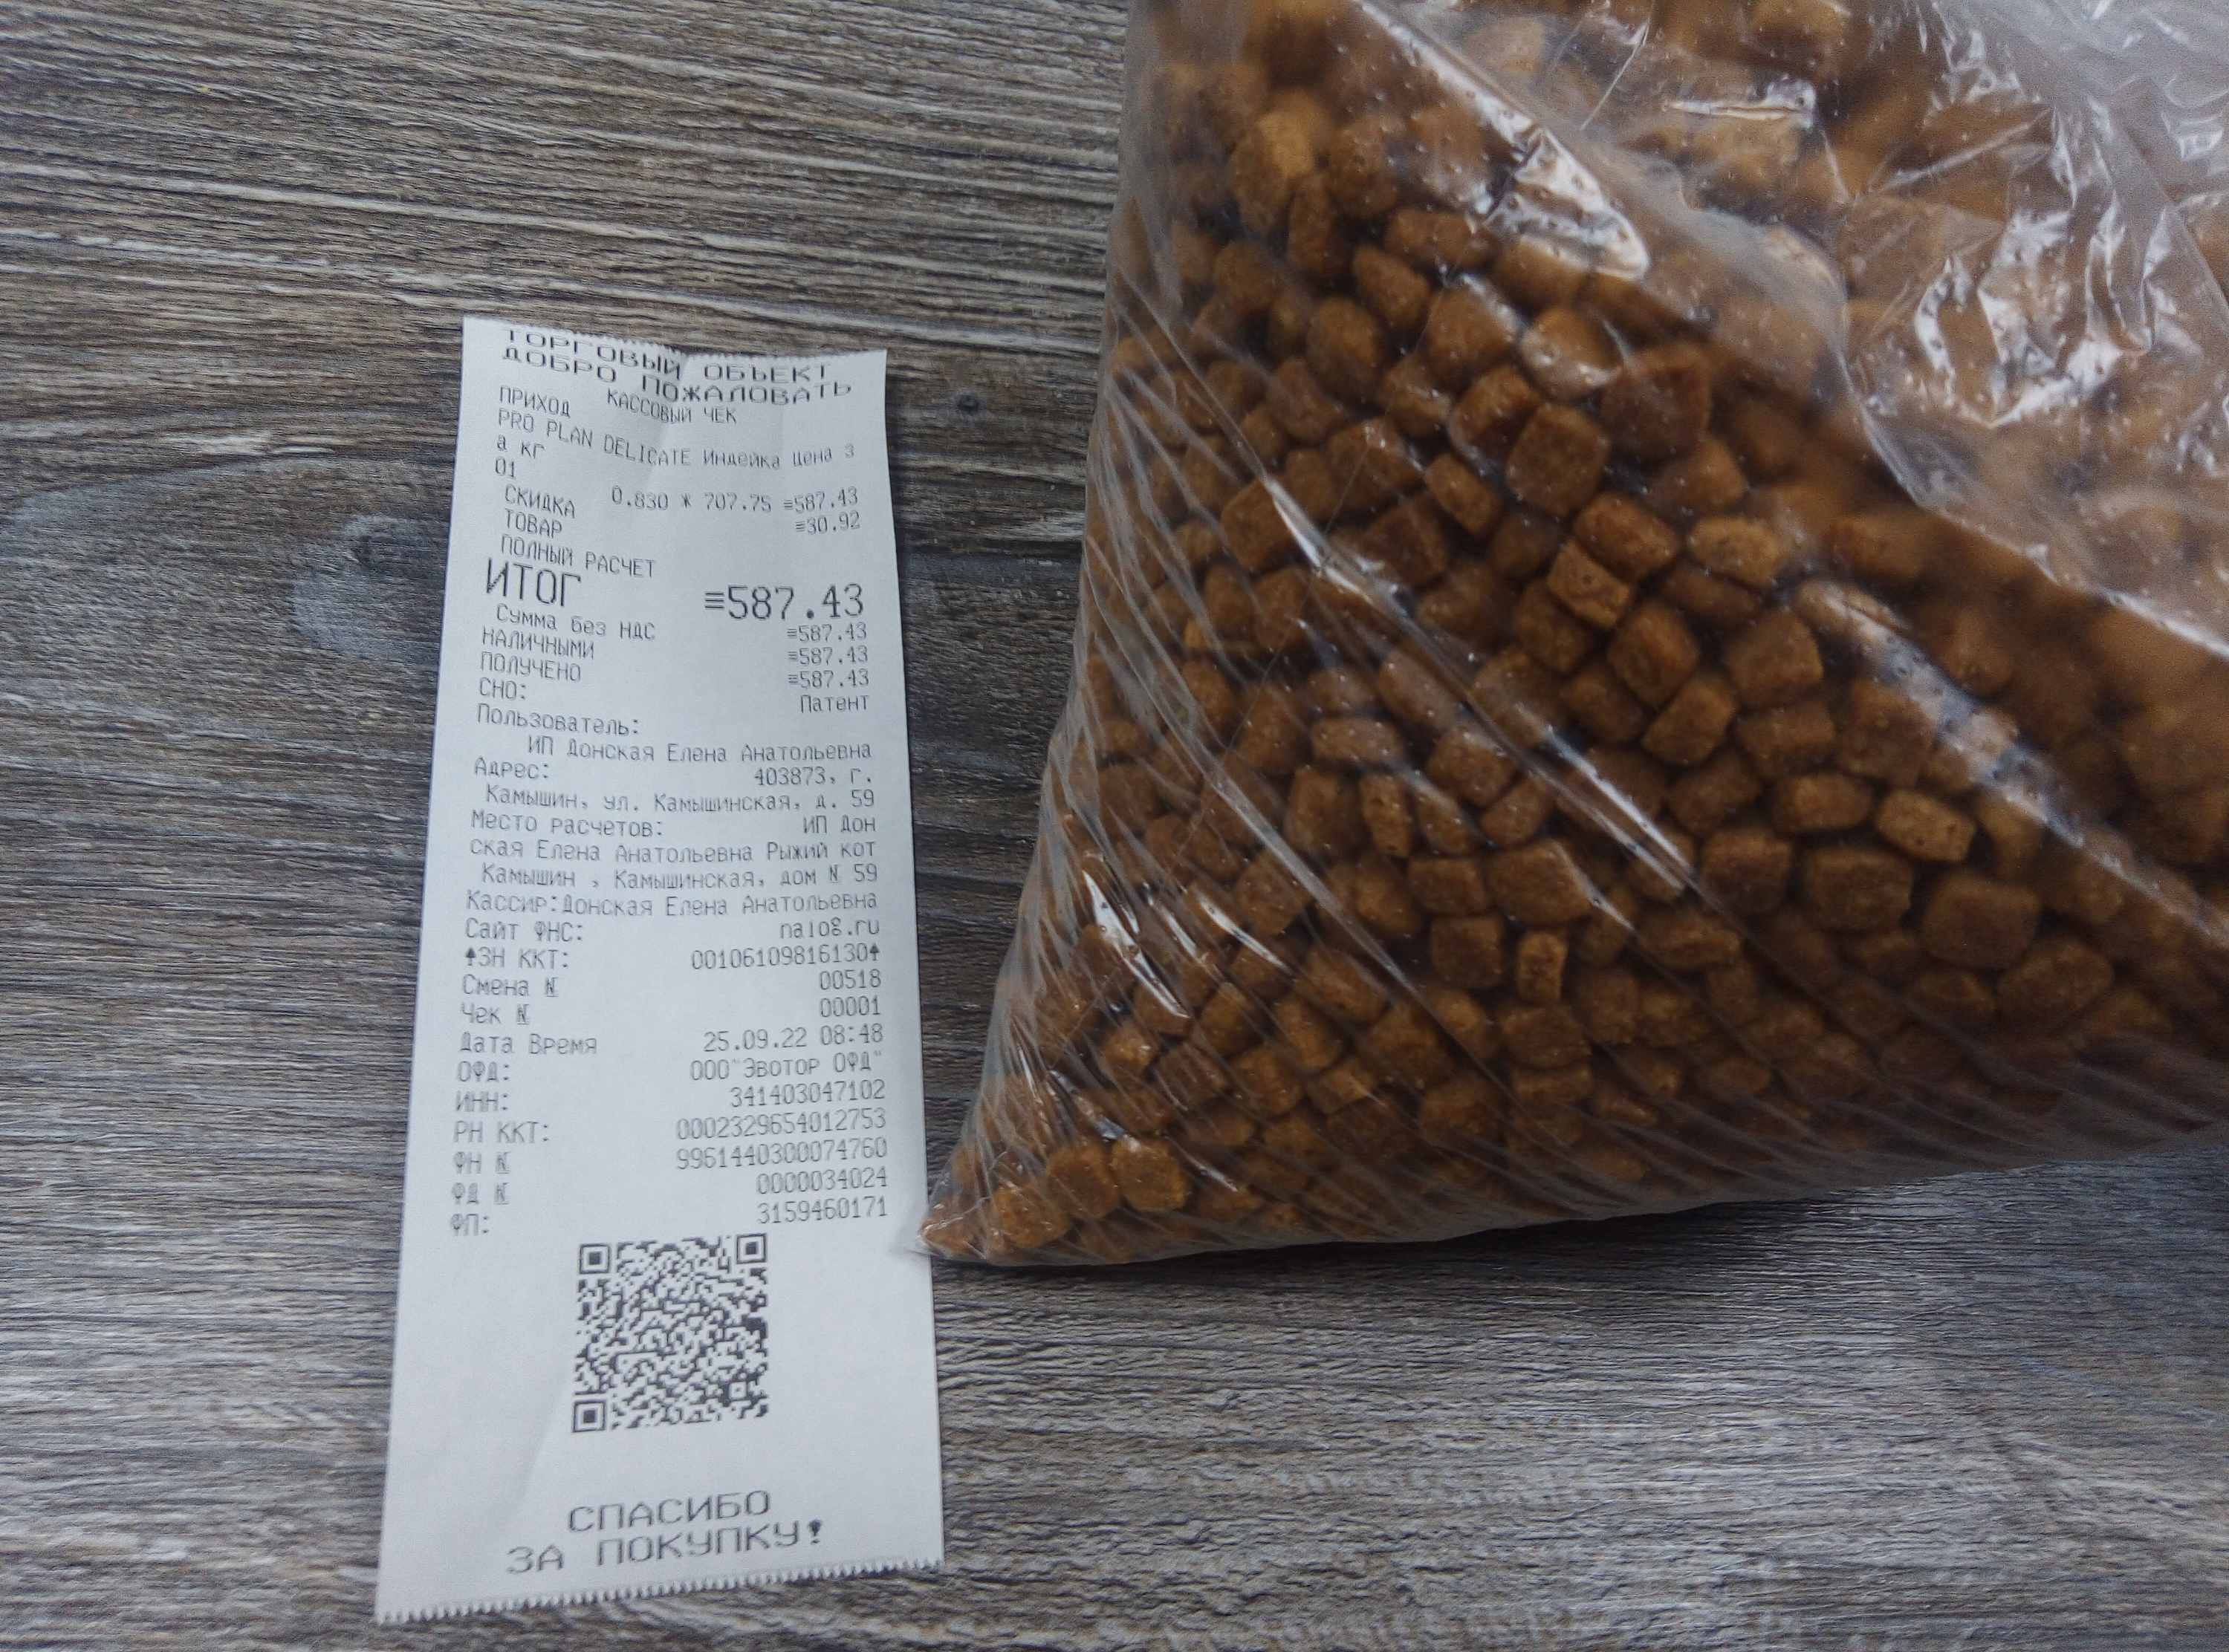 ТОРГОВЫЙ ОБЪЕКТ
ДОБРО ПОЖАЛОВАТЬ
КАССОВЫЙ ЧЕК
ПРИХОД
PRO PLAN DELICATE Индейка цена з
а кг
01
0.830 * 707.75 ≡587.43
СКИДКА ≡30.92
ТОВАР
ПОЛНЫЙ РАСЧЕТ
ИТОГ ≡587.43
Сумма без НДС ≡587.43
НАЛИЧНЫМИ ≡587.43
ПОЛУЧЕНО ≡587.43
СНО: Патент
Пользователь:
ИП Донская Елена Анатольевна
Адрес: 403873, г.
Камышин, ул. Камышинская, д. 59
Место расчетов: ИП Дон
ская Елена Анатольевна Рыжий кот
Камышин , Камышинская, дом № 59
Кассир:Донская Елена Анатольевна
Сайт ФНС: nalog.ru
↑ЗН ККТ: 00106109816130↑
Смена № 00518
Чек № 00001
Дата Время 25.09.22 08:48
ОФД: ООО"Эвотор ОФД"
ИНН: 341403047102
РН ККТ: 0002329654012753
ФН № 9961440300074760
ФД № 0000034024
ФП: 3159460171
СПАСИБО
ЗА ПОКУПКУ!